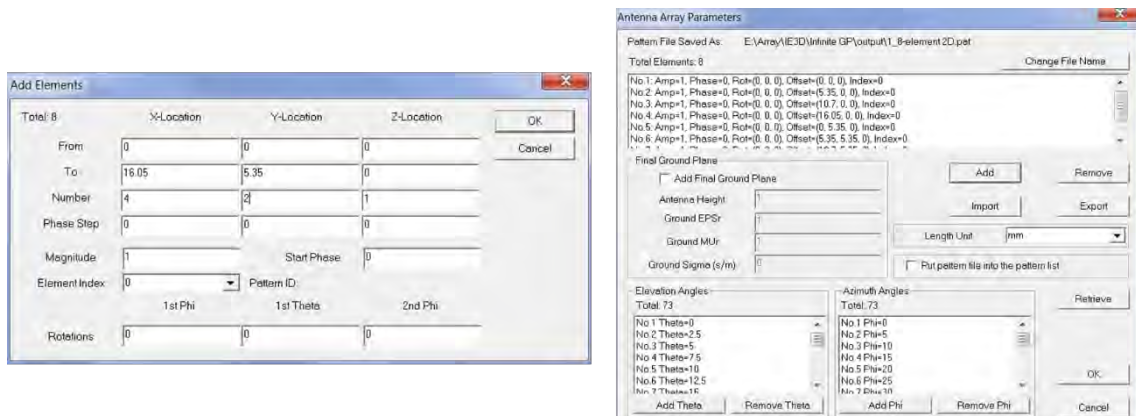 Add Elements
Total: 8 X-Location Y-Location Z-Location OK
From 0 0 0 Cancel
To 16.05 5.35 0
Number 4 2 1
Phase Step 0 0 0
Magnitude 1 Start Phase 0
Element Index 0 Pattern ID:
1st Phi 1st Theta 2nd Phi
Rotations 0 0 0
Antenna Array Parameters
Pattern File Saved As: E:\Array\IE3D\Infinite GP\output\1_8-element 2D.pat
Total Elements: 8 Change File Name
No.1: Amp=1, Phase=0, Rot=(0, 0, 0), Offset=(0, 0, 0), Index=0
No.2: Amp=1, Phase=0, Rot=(0, 0, 0), Offset=(5.35, 0, 0), Index=0
No.3: Amp=1, Phase=0, Rot=(0, 0, 0), Offset=(10.7, 0, 0), Index=0
No.4: Amp=1, Phase=0, Rot=(0, 0, 0), Offset=(16.05, 0, 0), Index=0
No.5: Amp=1, Phase=0, Rot=(0, 0, 0), Offset=(0, 5.35, 0), Index=0
No.6: Amp=1, Phase=0, Rot=(0, 0, 0), Offset=(5.35, 5.35, 0), Index=0
Final Ground Plane
Add Final Ground Plane
Antenna Height 1
Ground EPSr 1
Ground MUr 1
Ground Sigma (s/m) 0
Add Remove
Import Export
Length Unit mm
Put pattern file into the pattern list
Elevation Angles
Total: 73
No.1 Theta=0
No.2 Theta=2.5
No.3 Theta=5
No.4 Theta=7.5
No.5 Theta=10
No.6 Theta=12.5
No.7 Theta=15
Add Theta Remove Theta
Azimuth Angles
Total: 73
No.1 Phi=0
No.2 Phi=5
No.3 Phi=10
No.4 Phi=15
No.5 Phi=20
No.6 Phi=25
No.7 Phi=30
Add Phi Remove Phi
Retrieve
OK
Cancel